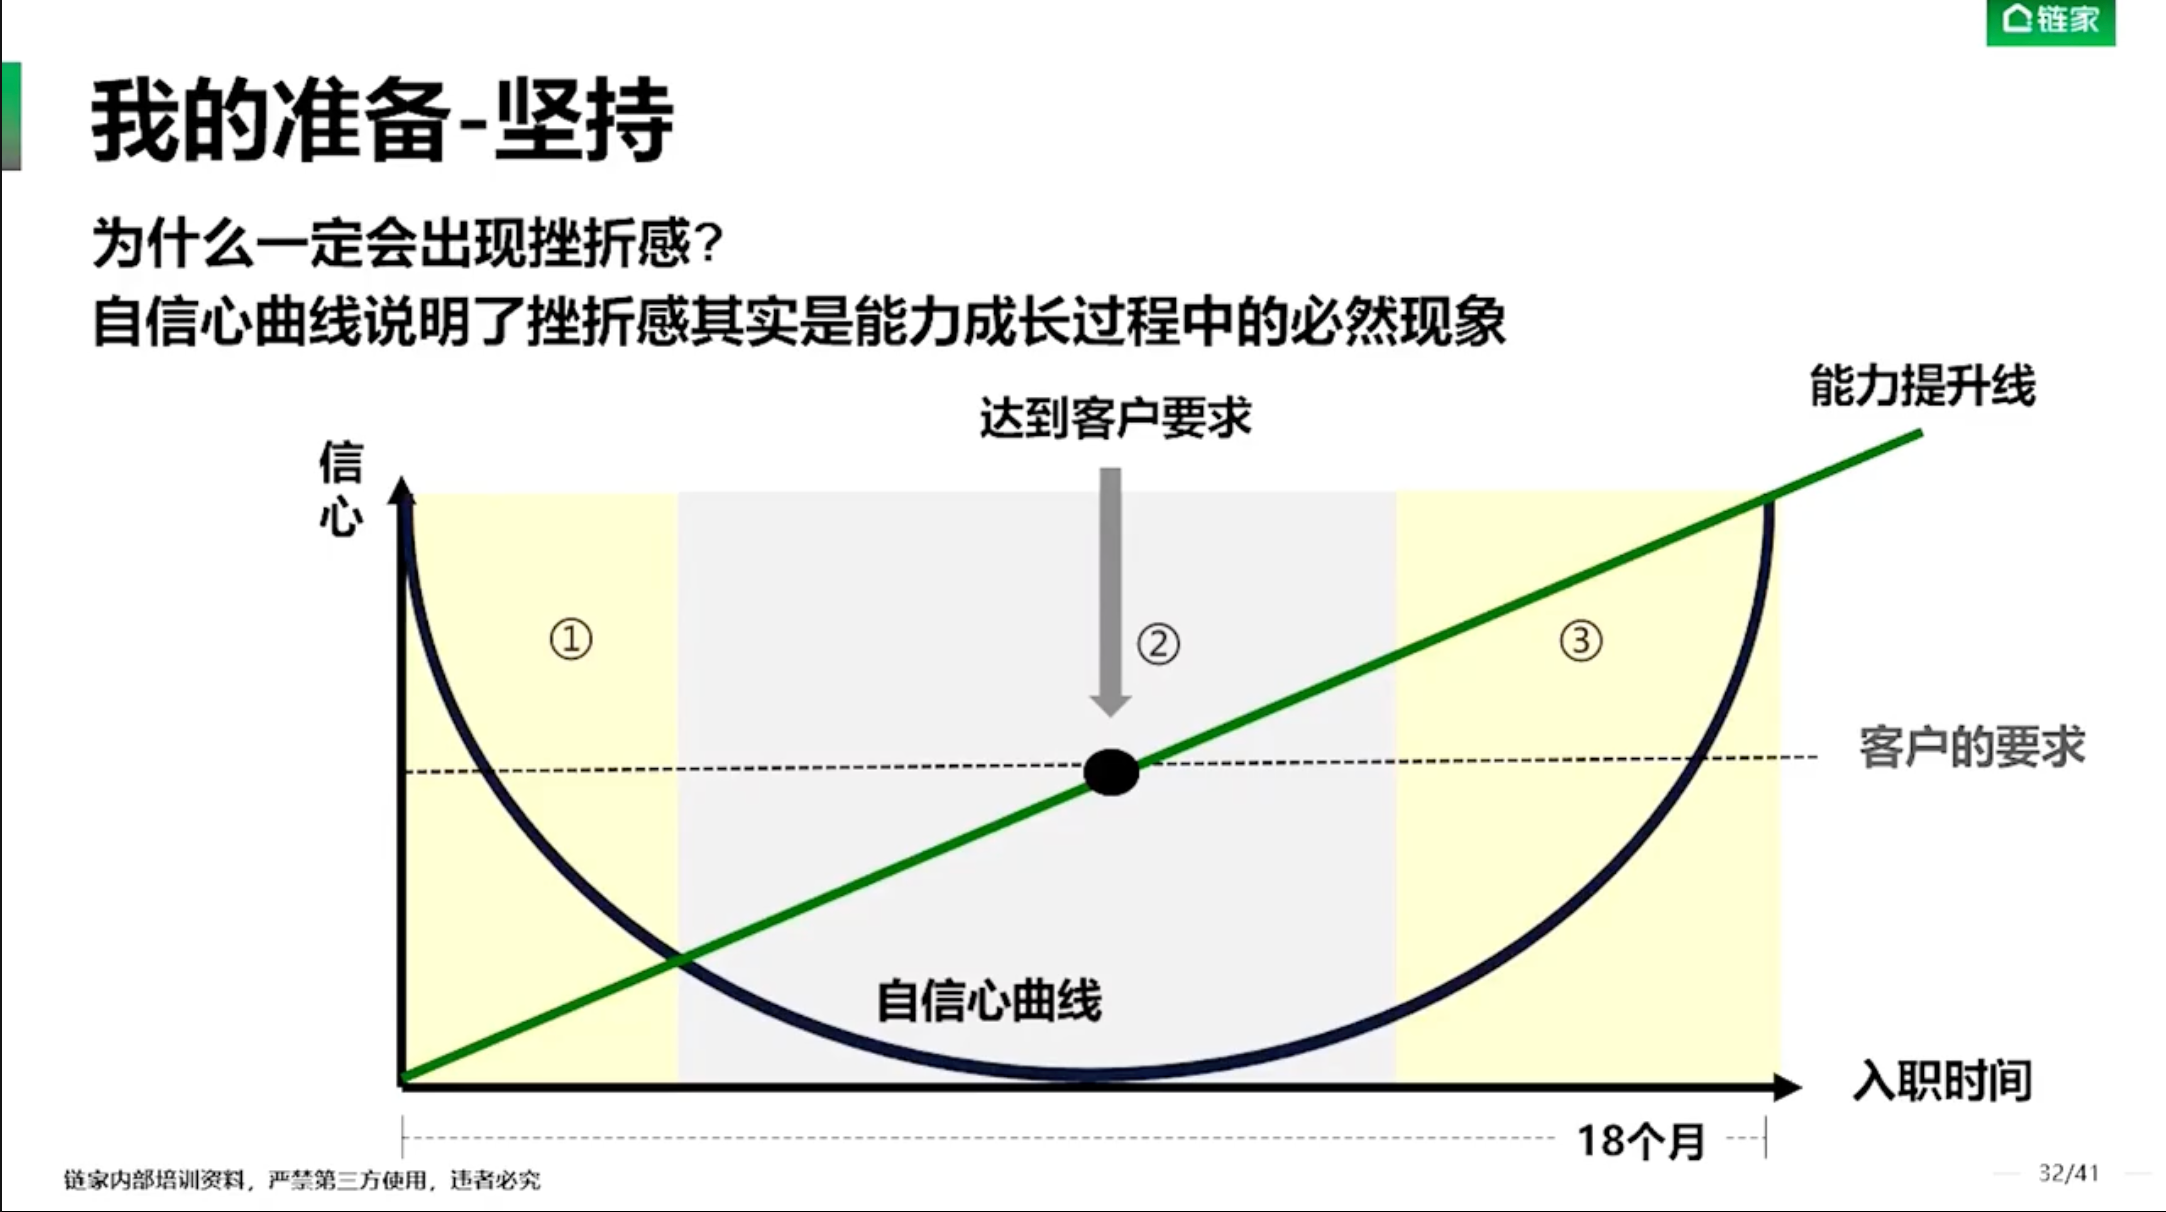 链家
我的准备-坚持
为什么一定会出现挫折感?
自信心曲线说明了挫折感其实是能力成长过程中的必然现象
能力提升线
达到客户要求
信
心
①
②
③
客户的要求
自信心曲线
入职时间
18个月
链家内部培训资料，严禁第三方使用，违者必究
32/41